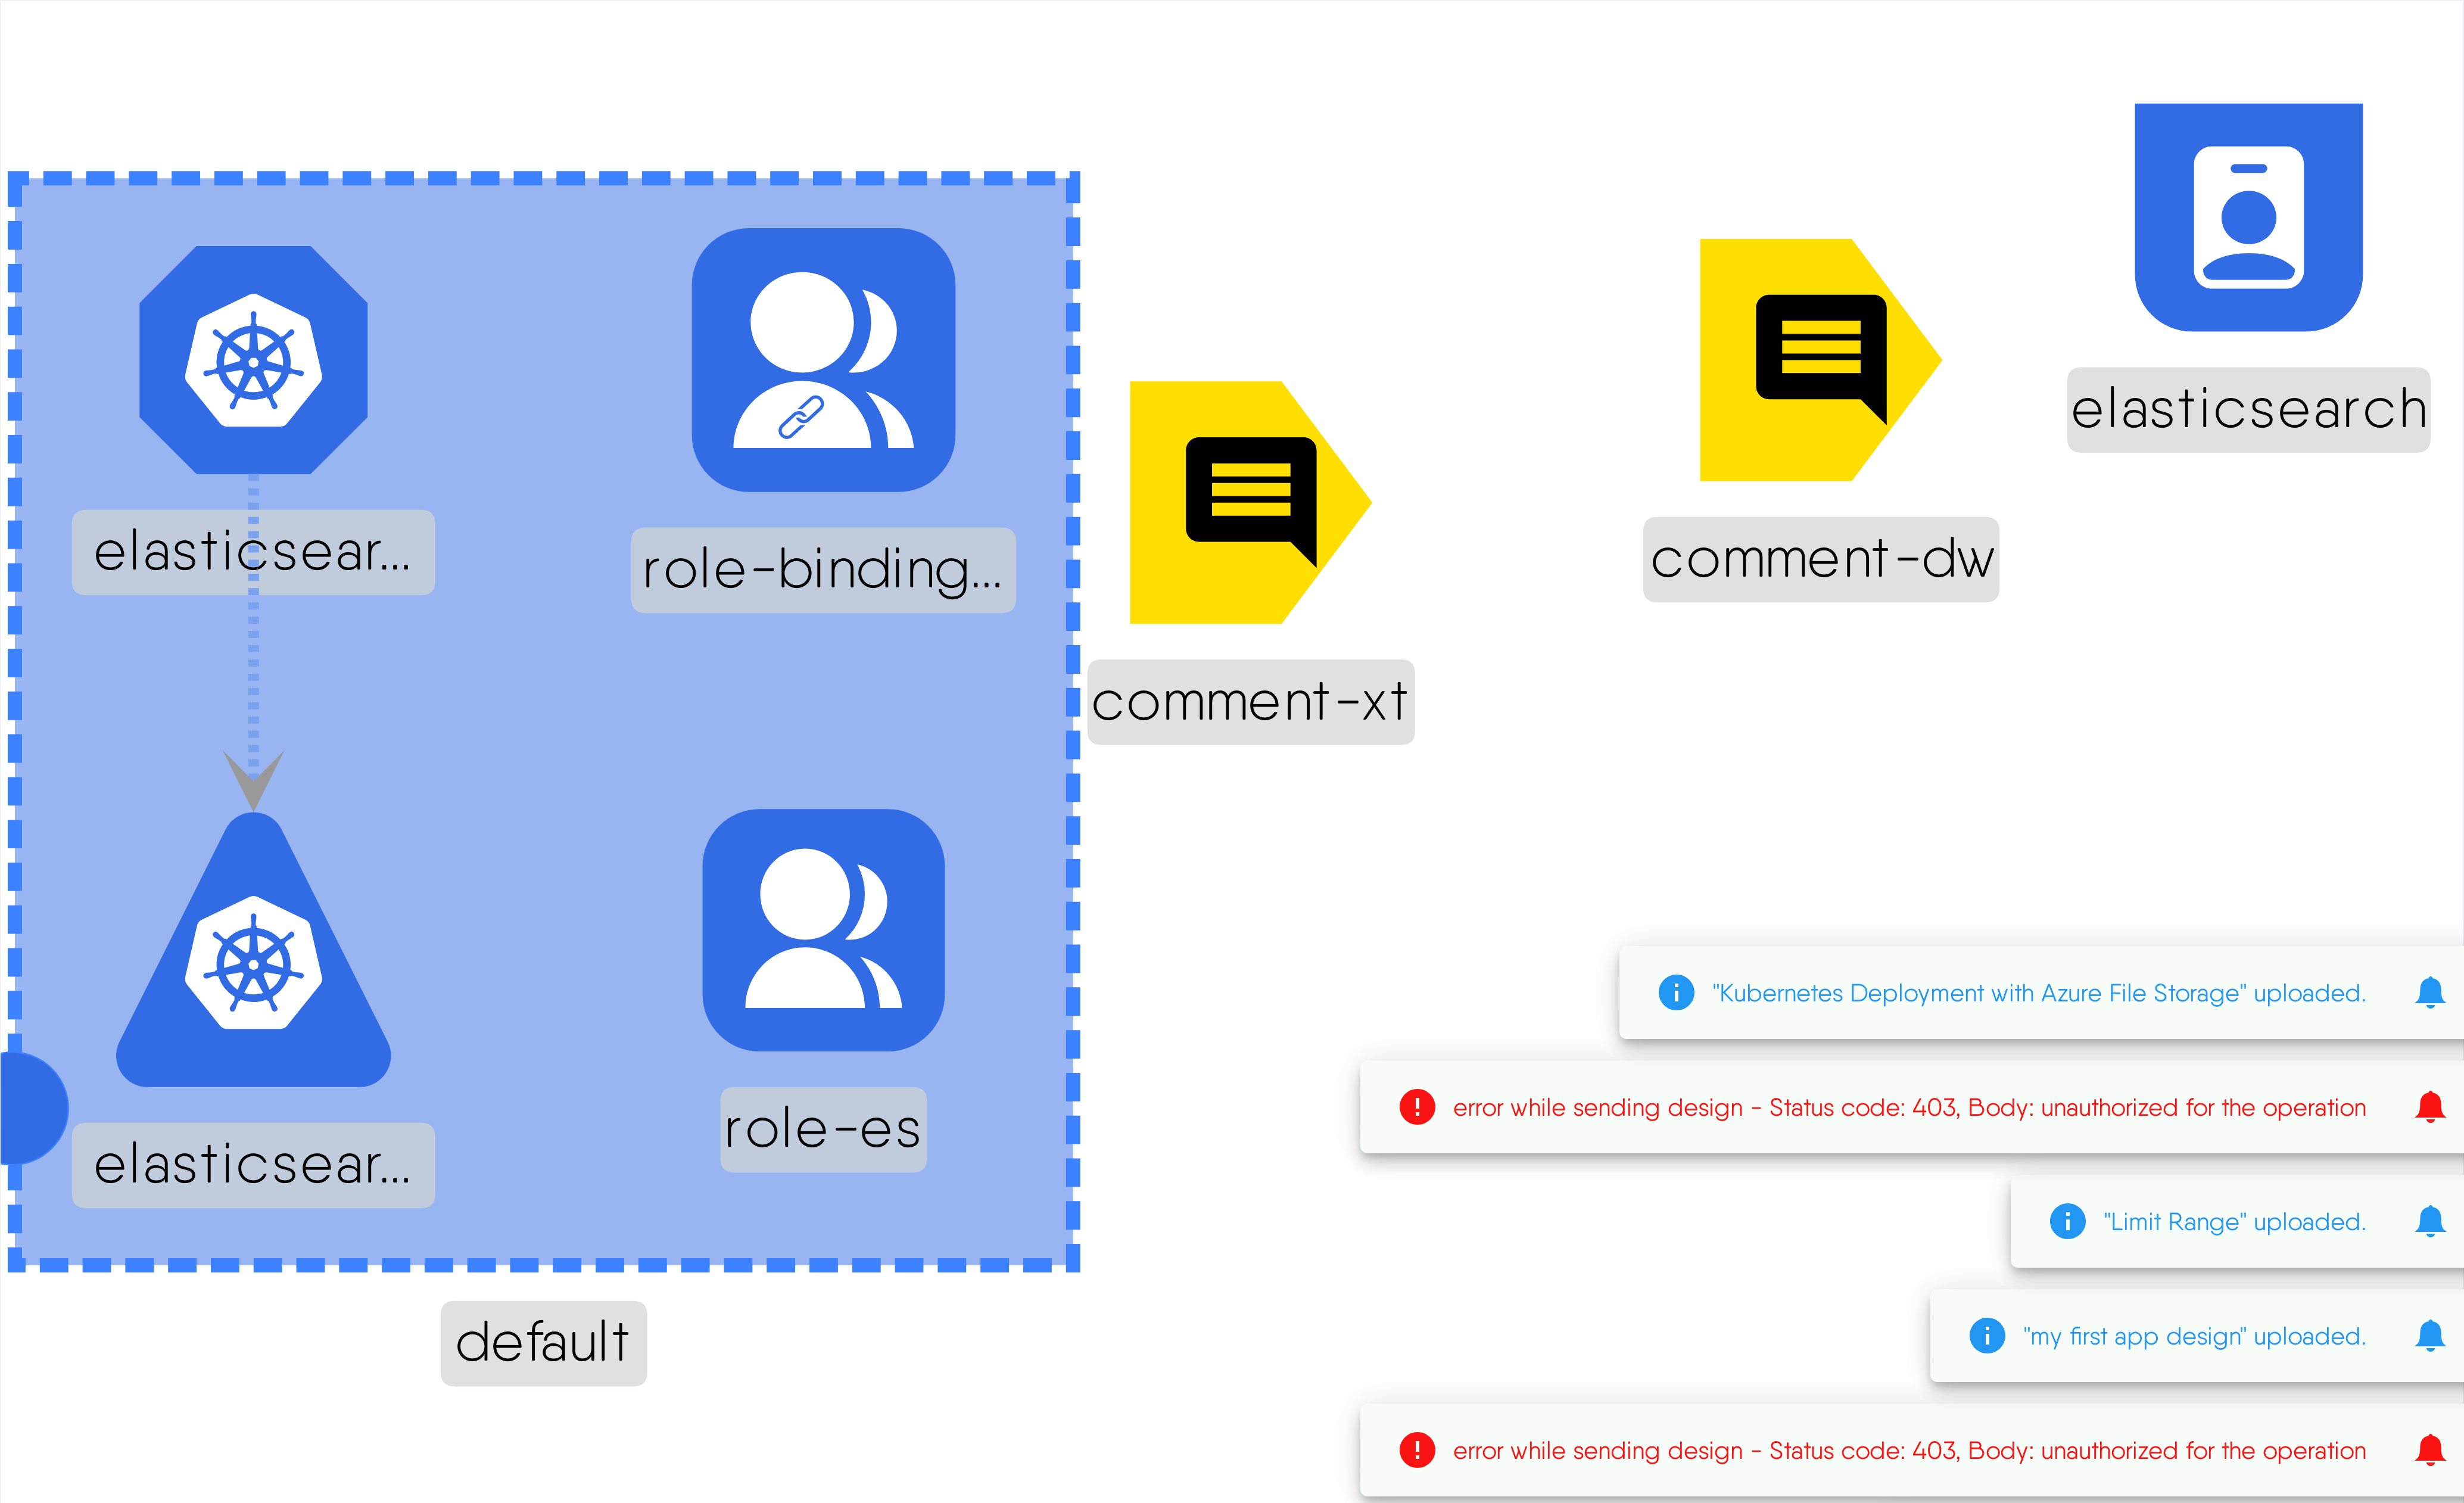 elasticsearch
elasticsear...
role-binding...
comment-dw
comment-xt
elasticsear...
role-es
default
"Kubernetes Deployment with Azure File Storage" uploaded.
error while sending design - Status code: 403, Body: unauthorized for the operation
"Limit Range" uploaded.
"my first app design" uploaded.
error while sending design - Status code: 403, Body: unauthorized for the operation